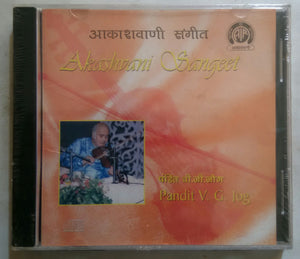 आकाशवाणी संगीत
Akashvani Sangeet
पंडित वी.जी.जोग
Pandit V. G. Jog